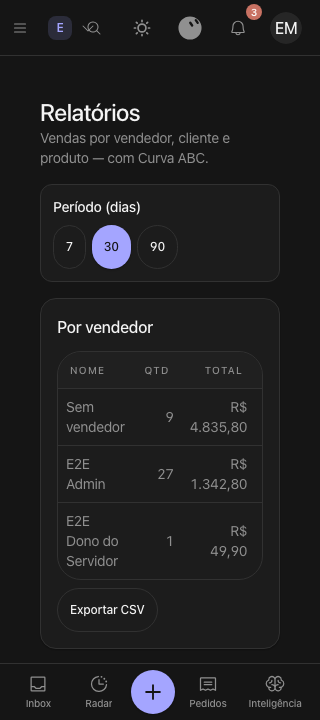 E
3
EM
Relatórios
Vendas por vendedor, cliente e
produto — com Curva ABC.
Período (dias)
7 30 90
Por vendedor
NOME QTD TOTAL
Sem vendedor 9 R$ 4.835,80
E2E Admin 27 R$ 1.342,80
E2E Dono do Servidor 1 R$ 49,90
Exportar CSV
Inbox Radar Pedidos Inteligência